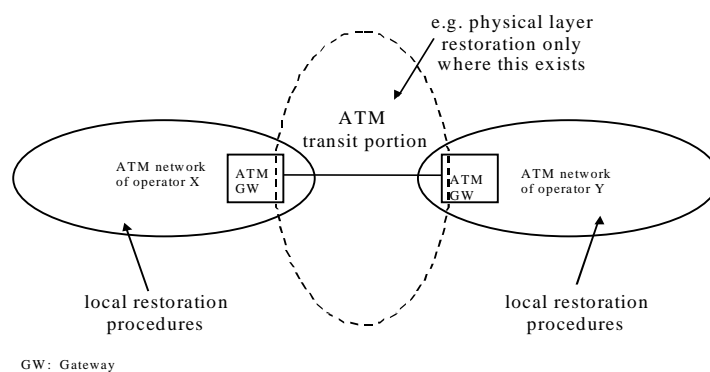 e.g. physical layer
restoration only
where this exists
ATM
transit portion
ATM network
of operator X
ATM
GW
ATM
GW
ATM network
of operator Y
local restoration
procedures
local restoration
procedures
GW: Gateway